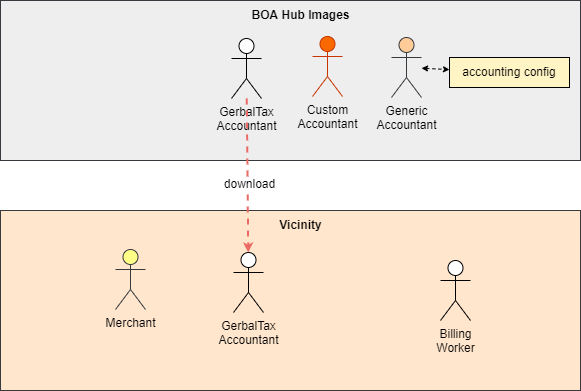 BOA Hub Images
GerbalTax
Accountant
Custom
Accountant
Generic
Accountant
accounting config
download
Vicinity
Merchant
GerbalTax
Accountant
Billing
Worker